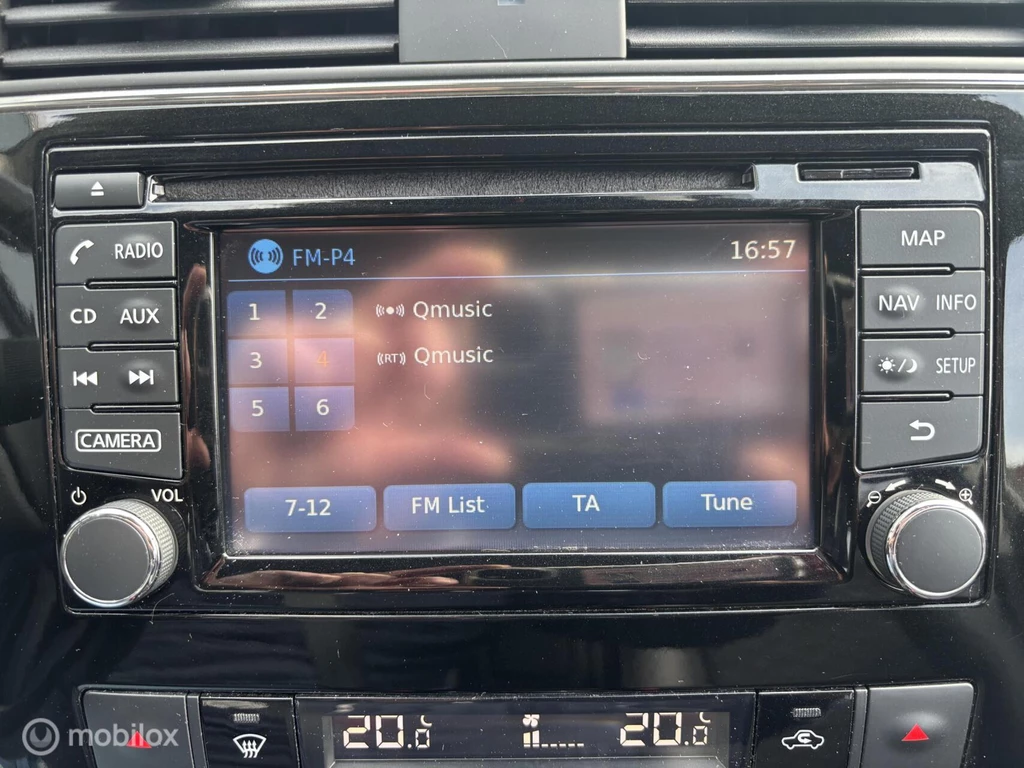 RADIO
CD AUX
CAMERA
VOL
FM-P4 16:57
1 2
3 4
5 6
Qmusic
RT Qmusic
7-12 FM List TA Tune
MAP
NAV INFO
SETUP
20.0°C 20.0°C
mobilox